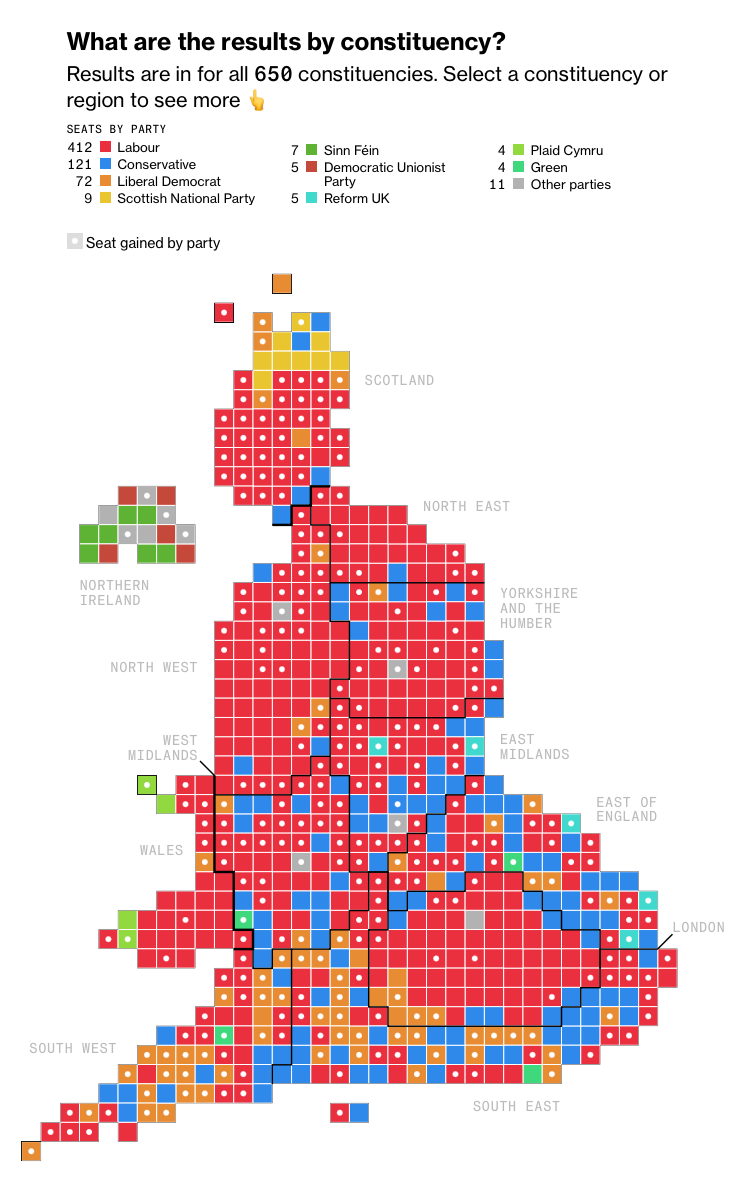 What are the results by constituency?
Results are in for all 650 constituencies. Select a constituency or
region to see more 👆
SEATS BY PARTY
412 Labour
121 Conservative
72 Liberal Democrat
9 Scottish National Party
7 Sinn Féin
5 Democratic Unionist
Party
5 Reform UK
4 Plaid Cymru
4 Green
11 Other parties
Seat gained by party
SCOTLAND
NORTH EAST
NORTHERN
IRELAND
YORKSHIRE
AND THE
HUMBER
NORTH WEST
WEST
MIDLANDS
EAST
MIDLANDS
EAST OF
ENGLAND
WALES
LONDON
SOUTH WEST
SOUTH EAST